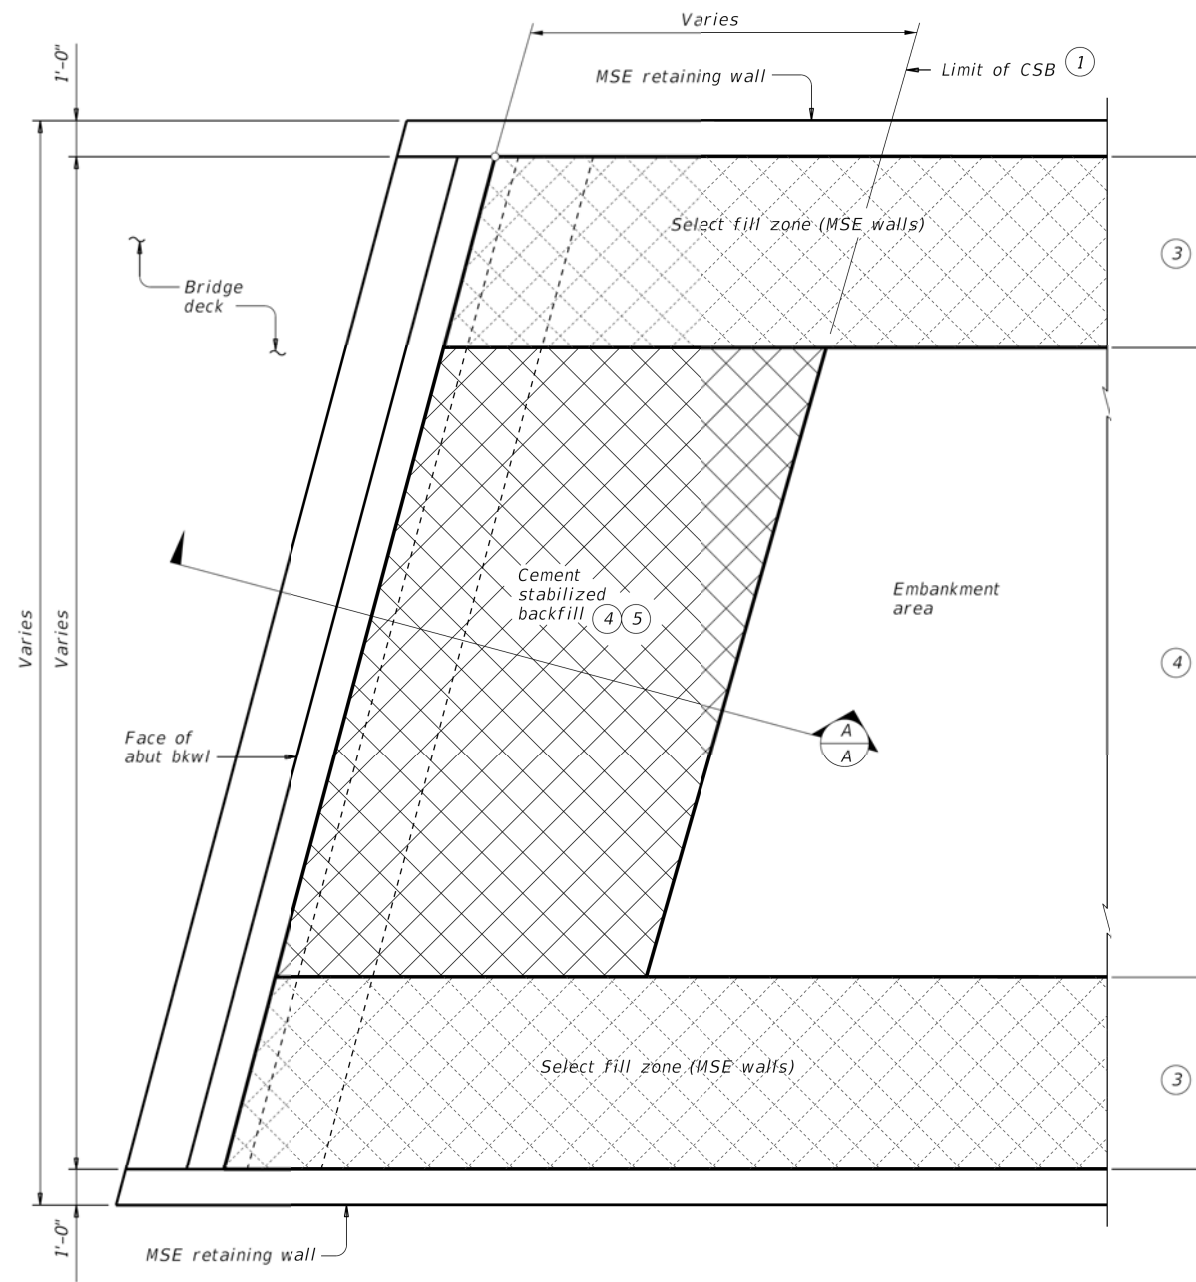 Varies
1'-0"
MSE retaining wall
Limit of CSB 1
Select fill zone (MSE walls)
3
Bridge
deck
Cement
stabilized
backfill 4 5
Embankment
area
Varies
Varies
4
Face of
abut bkwl
A
A
Select fill zone (MSE walls)
3
1'-0"
MSE retaining wall